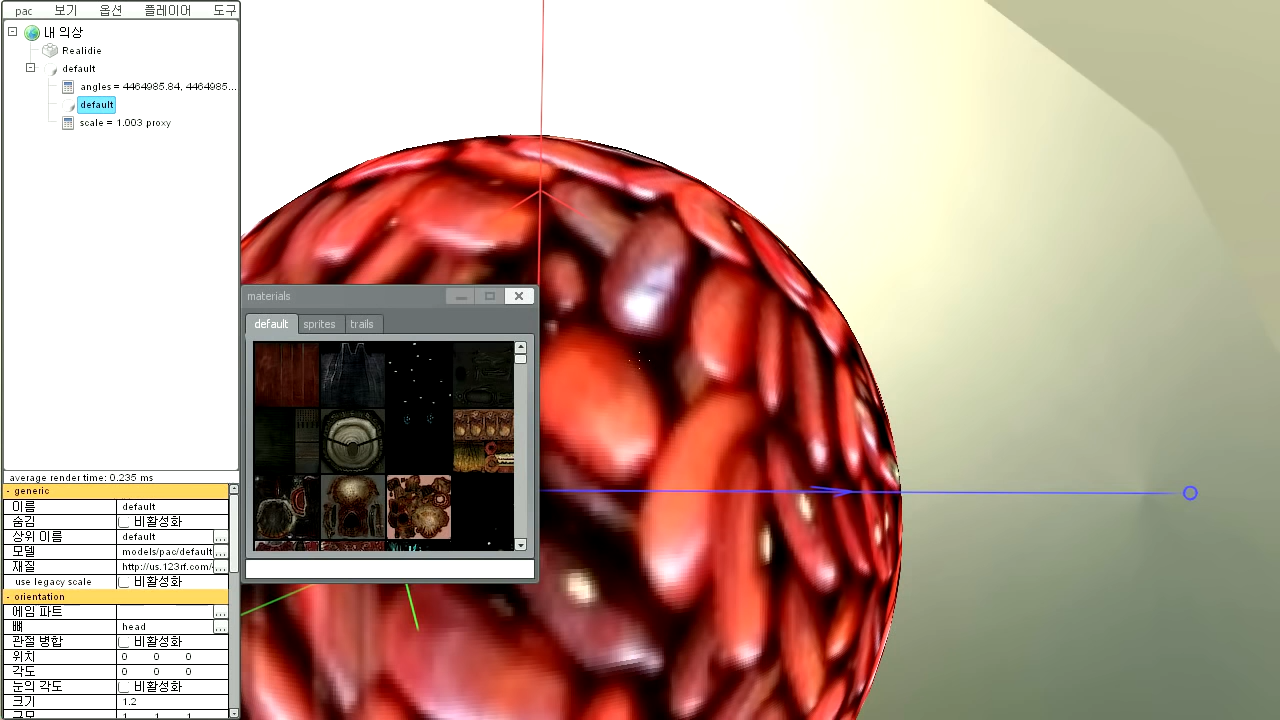 pac 보기 옵션 플레이어 도구
내 의상
Realidie
default
angles = 4464985.84, 4464985...
default
scale = 1.003 proxy
materials
default sprites trails
average render time: 0.235 ms
- generic
이름 default
숨김 비활성화
상위 이름 default ...
모델 models/pac/default ...
재질 http://us.123rf.com/ ...
use legacy scale 비활성화
- orientation
에임 파트 ...
뼈 head ...
관절 병합 비활성화
위치 0 0 0
각도 0 0 0
눈의 각도 비활성화
크기 1.2
규모 1 1 1